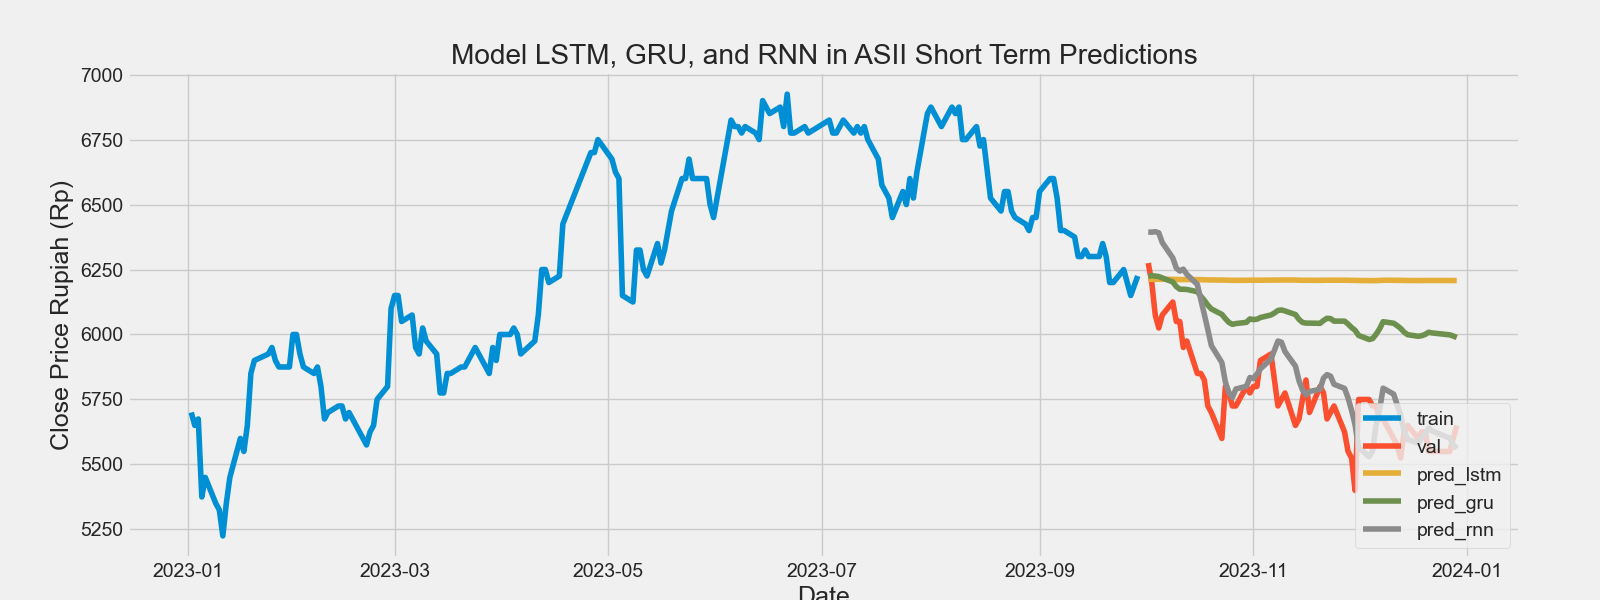 Model LSTM, GRU, and RNN in ASII Short Term Predictions
Close Price Rupiah (Rp)
7000
6750
6500
6250
6000
5750
5500
5250
train
val
pred_lstm
pred_gru
pred_rnn
2023-01
2023-03
2023-05
2023-07
2023-09
2023-11
2024-01
Date